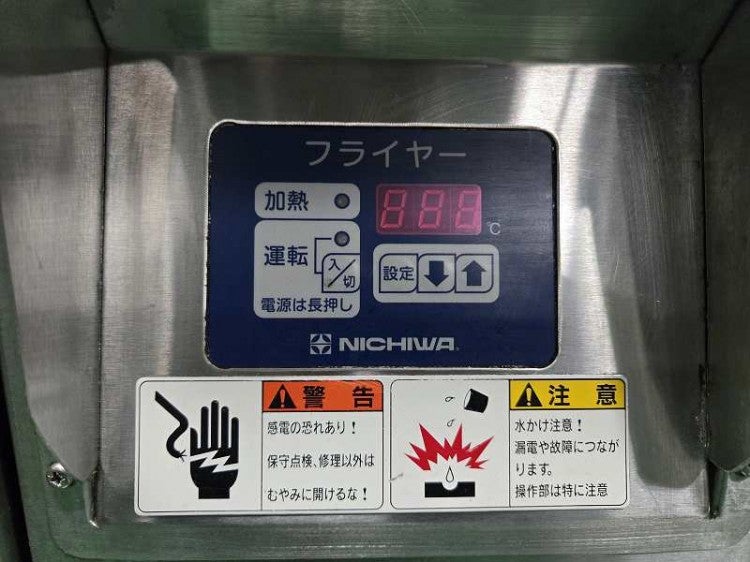 フライヤー
加熱
℃
運転
入/切
設定
電源は長押し
NICHIWA
警告
感電の恐れあり！
保守点検、修理以外は
むやみに開けるな！
注意
水かけ注意！
漏電や故障につなが
ります。
操作部は特に注意